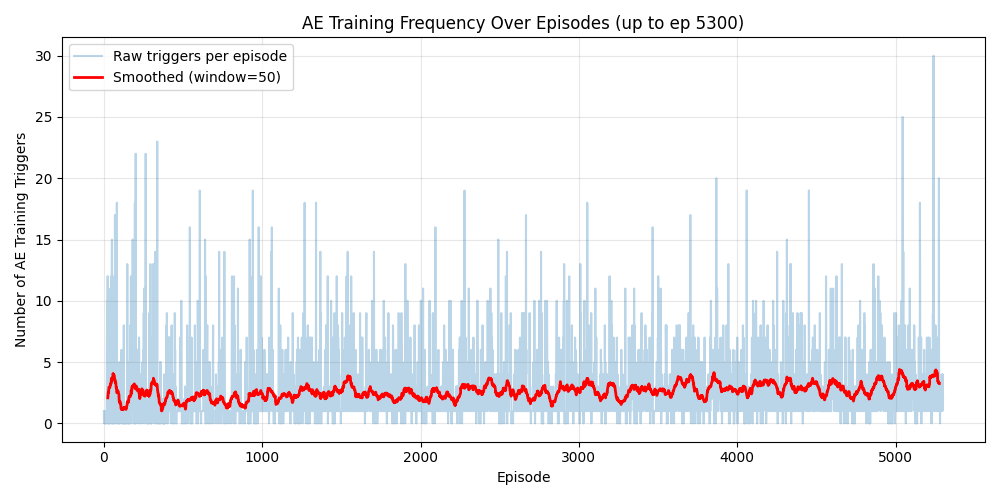 AE Training Frequency Over Episodes (up to ep 5300)
Raw triggers per episode
Smoothed (window=50)
Number of AE Training Triggers
30
25
20
15
10
5
0
0 1000 2000 3000 4000 5000
Episode